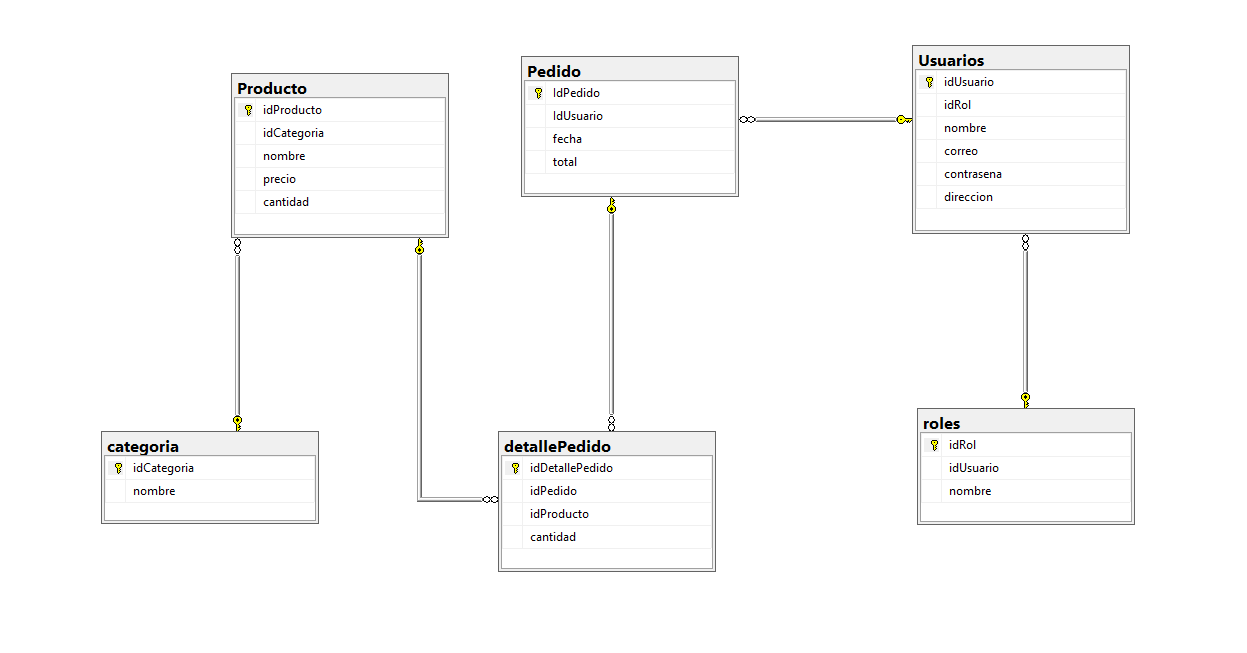 Producto
idProducto
idCategoria
nombre
precio
cantidad
Pedido
IdPedido
IdUsuario
fecha
total
Usuarios
idUsuario
idRol
nombre
correo
contrasena
direccion
categoria
idCategoria
nombre
detallePedido
idDetallePedido
idPedido
idProducto
cantidad
roles
idRol
idUsuario
nombre